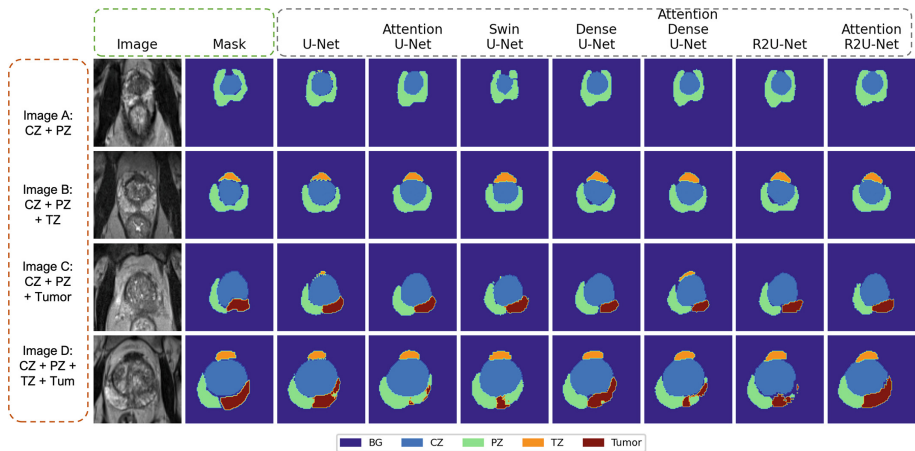 Image
Mask
U-Net
Attention
U-Net
Swin
U-Net
Dense
U-Net
Attention
Dense
U-Net
R2U-Net
Attention
R2U-Net
Image A:
CZ + PZ
Image B:
CZ + PZ
+ TZ
Image C:
CZ + PZ
+ Tumor
Image D:
CZ + PZ +
TZ + Tum
BG
CZ
PZ
TZ
Tumor